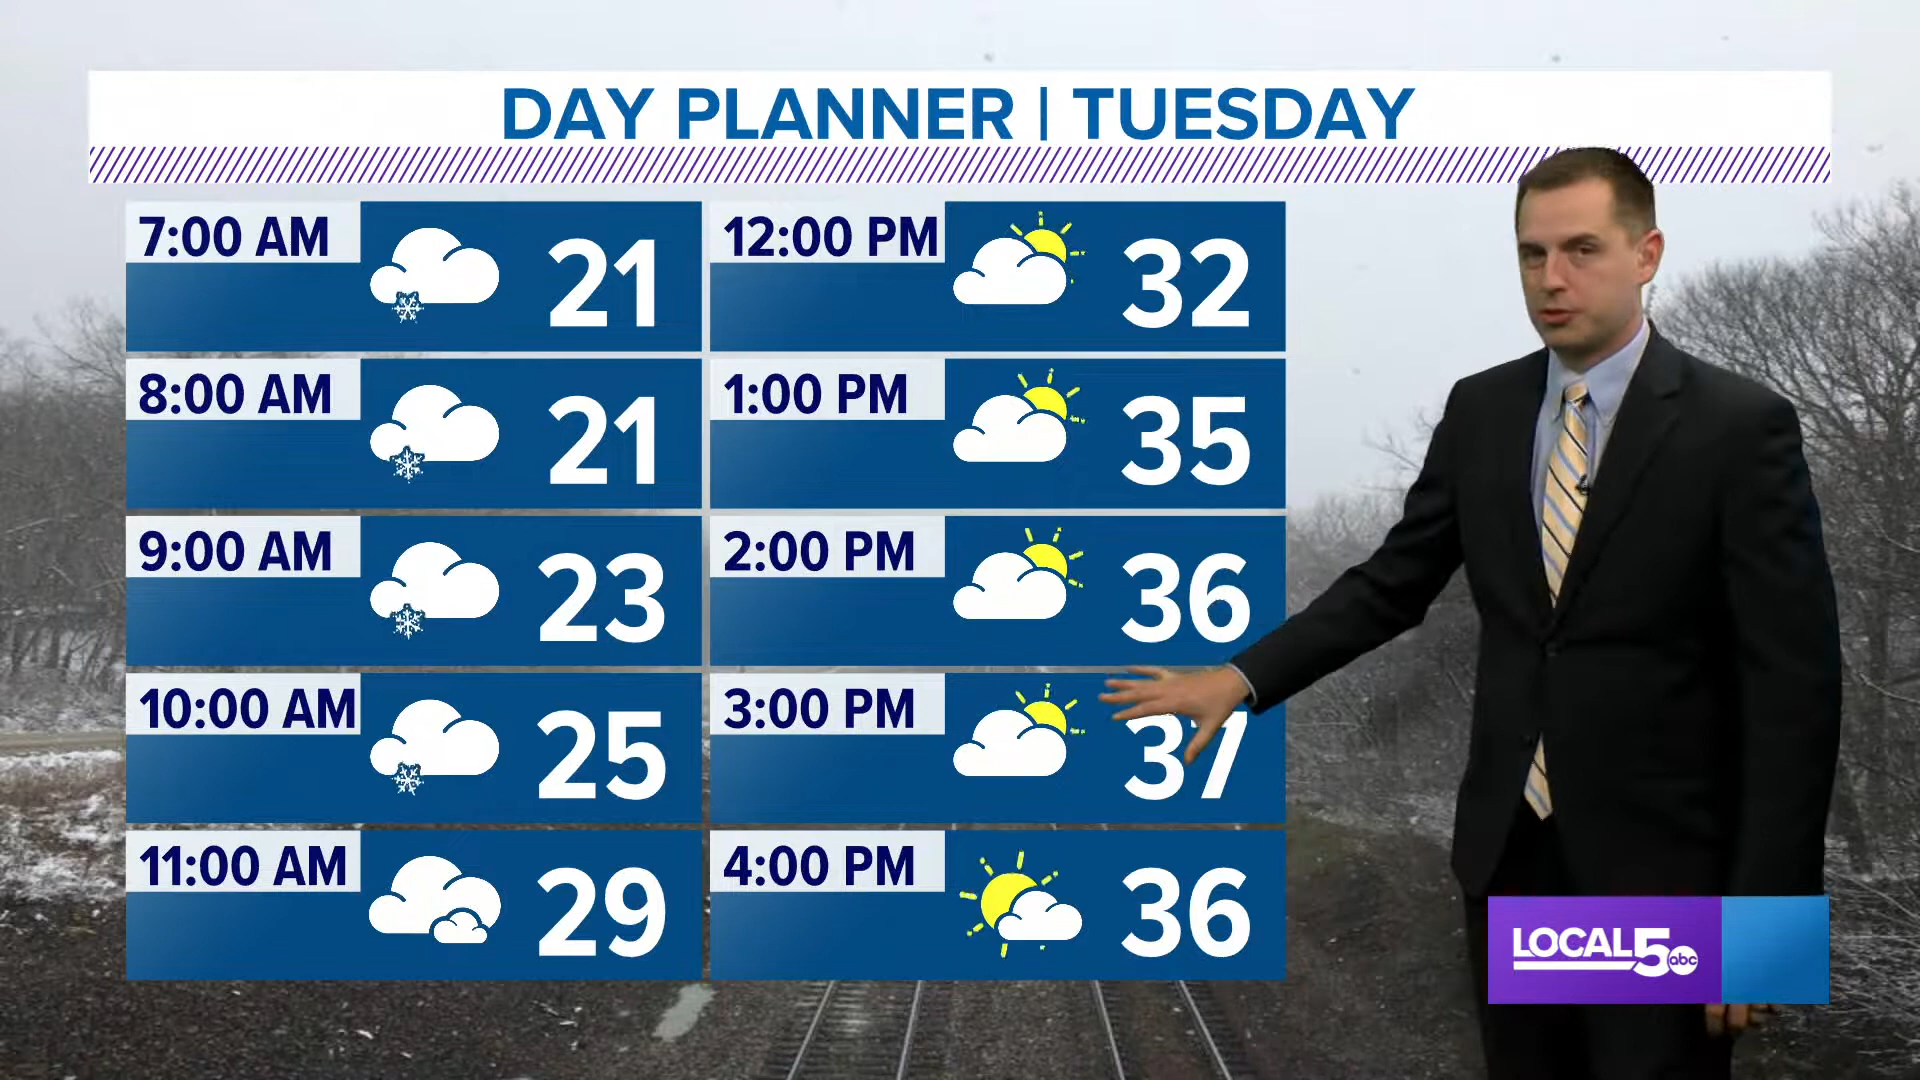 DAY PLANNER | TUESDAY
7:00 AM
21
8:00 AM
21
9:00 AM
23
10:00 AM
25
11:00 AM
29
12:00 PM
32
1:00 PM
35
2:00 PM
36
3:00 PM
37
4:00 PM
36
LOCAL 5 abc